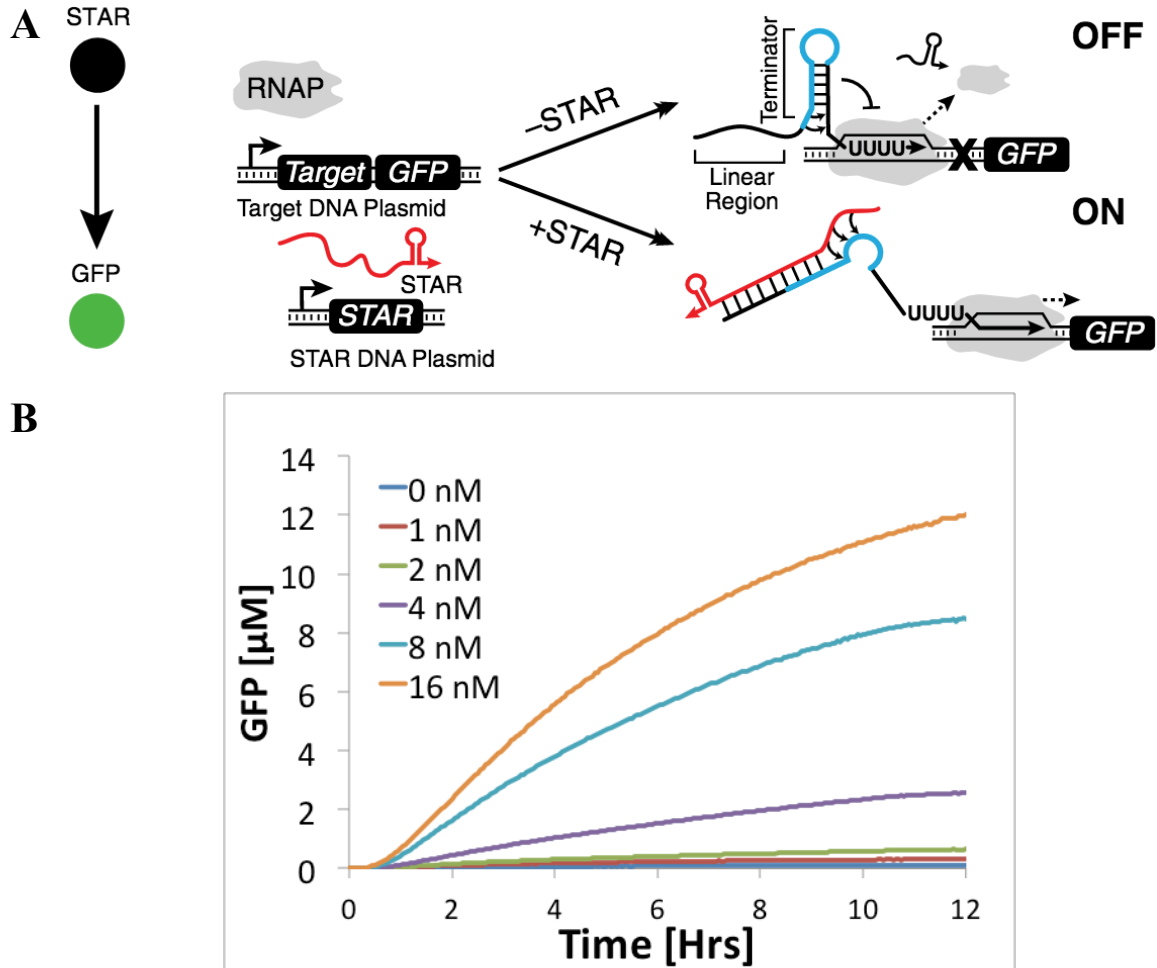 A
STAR
GFP
RNAP
Target GFP
Target DNA Plasmid
STAR
STAR
STAR DNA Plasmid
–STAR
+STAR
Terminator
Linear
Region
UUUU
X
GFP
OFF
ON
UUUU
GFP
B
GFP [µM]
14
12
10
8
6
4
2
0
0 nM
1 nM
2 nM
4 nM
8 nM
16 nM
0 2 4 6 8 10 12
Time [Hrs]